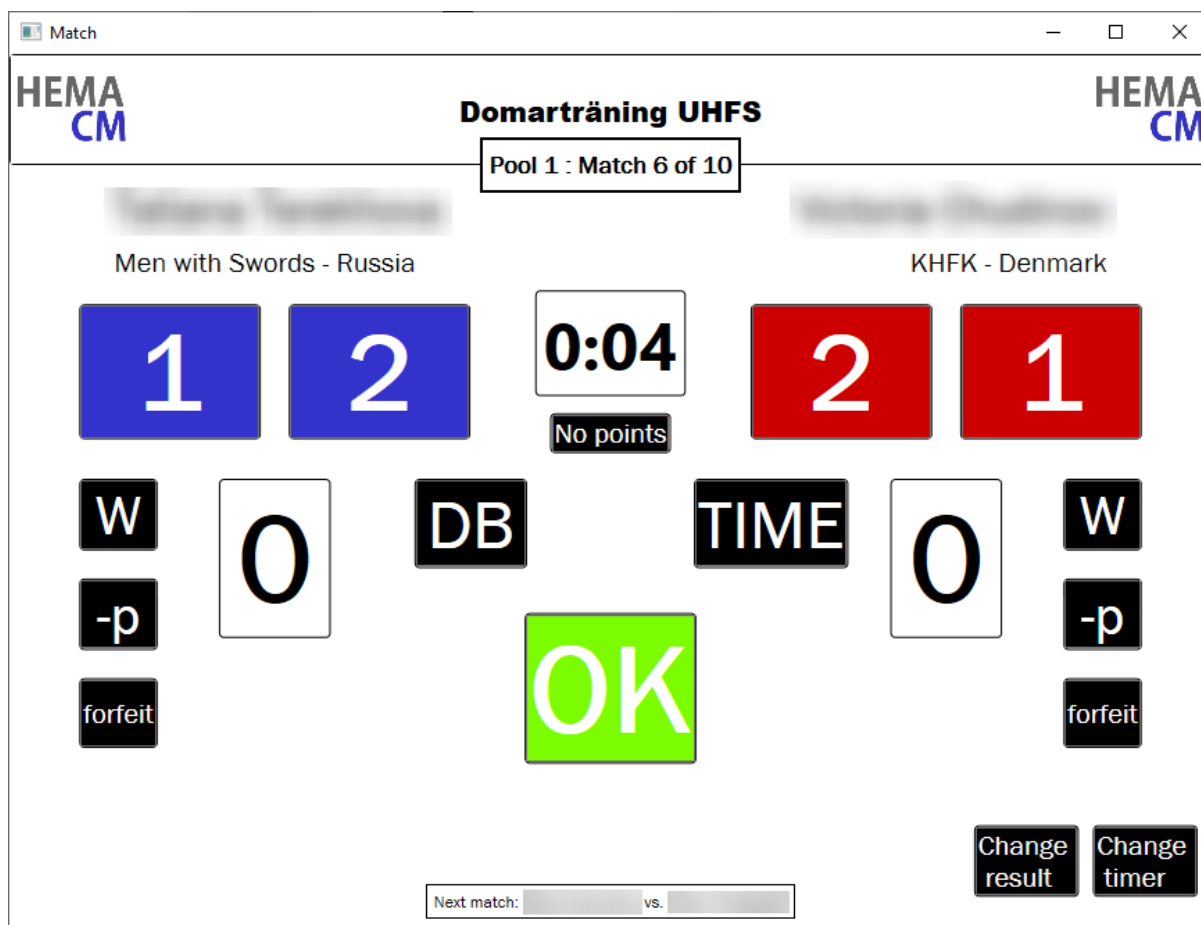 Match
HEMA
CM
Domarträning UHFS
HEMA
CM
Pool 1 : Match 6 of 10
Men with Swords - Russia
KHFK - Denmark
1
2
0:04
2
1
No points
W
0
DB
TIME
0
W
-p
-p
OK
forfeit
forfeit
Change
result
Change
timer
Next match: vs.